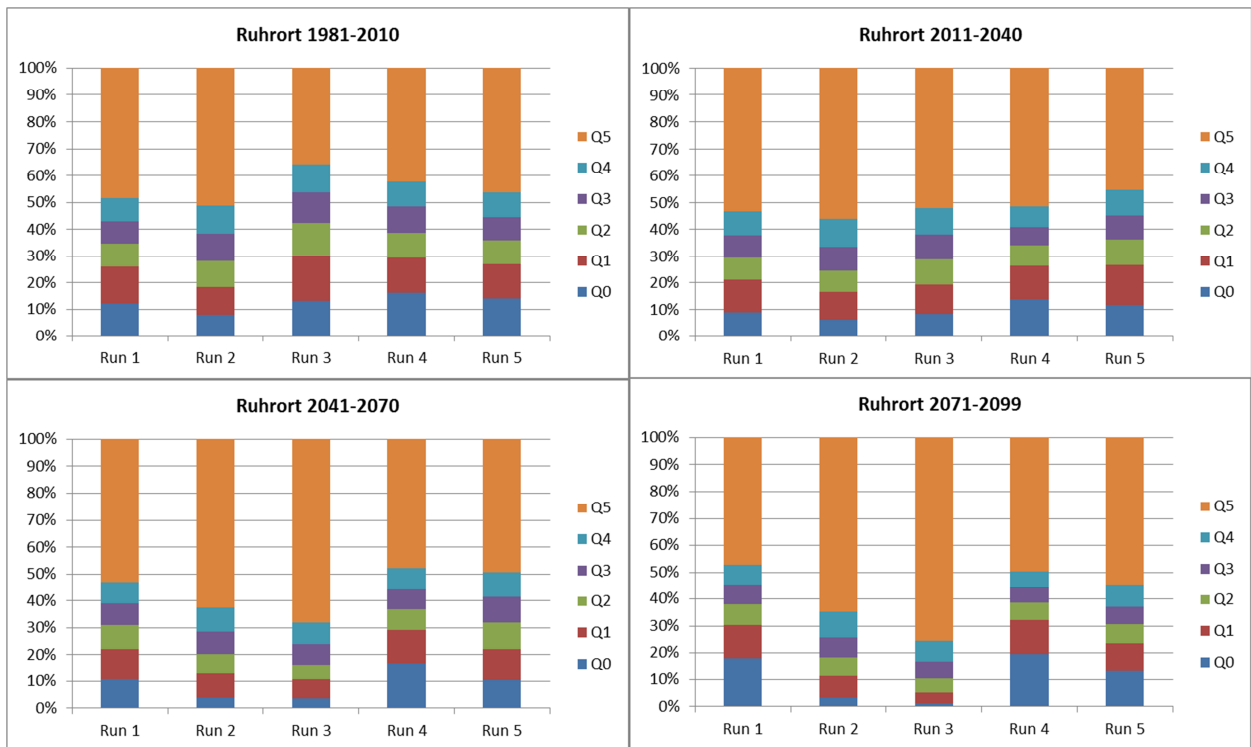 Ruhrort 1981-2010
100%
90%
80%
70%
60%
50%
40%
30%
20%
10%
0%
Run 1 Run 2 Run 3 Run 4 Run 5
Q5
Q4
Q3
Q2
Q1
Q0
Ruhrort 2011-2040
100%
90%
80%
70%
60%
50%
40%
30%
20%
10%
0%
Run 1 Run 2 Run 3 Run 4 Run 5
Q5
Q4
Q3
Q2
Q1
Q0
Ruhrort 2041-2070
100%
90%
80%
70%
60%
50%
40%
30%
20%
10%
0%
Run 1 Run 2 Run 3 Run 4 Run 5
Q5
Q4
Q3
Q2
Q1
Q0
Ruhrort 2071-2099
100%
90%
80%
70%
60%
50%
40%
30%
20%
10%
0%
Run 1 Run 2 Run 3 Run 4 Run 5
Q5
Q4
Q3
Q2
Q1
Q0